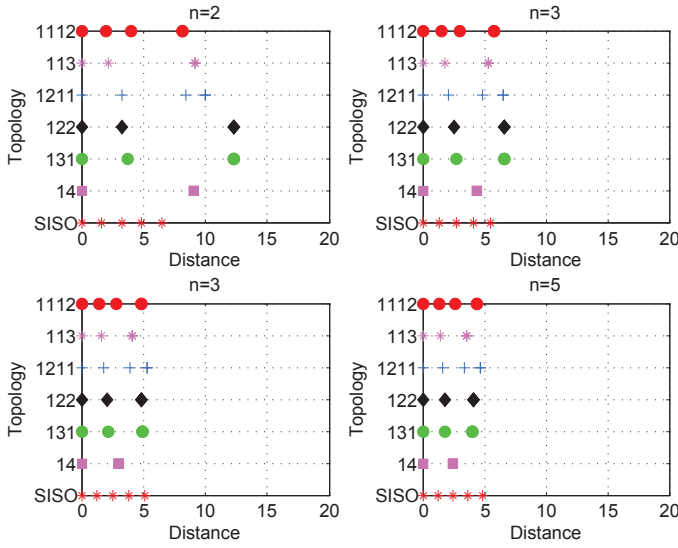 n=2
1112
113
1211
122
131
14
SISO
Topology
0 5 10 15 20
Distance
n=3
1112
113
1211
122
131
14
SISO
Topology
0 5 10 15 20
Distance
n=3
1112
113
1211
122
131
14
SISO
Topology
0 5 10 15 20
Distance
n=5
1112
113
1211
122
131
14
SISO
Topology
0 5 10 15 20
Distance